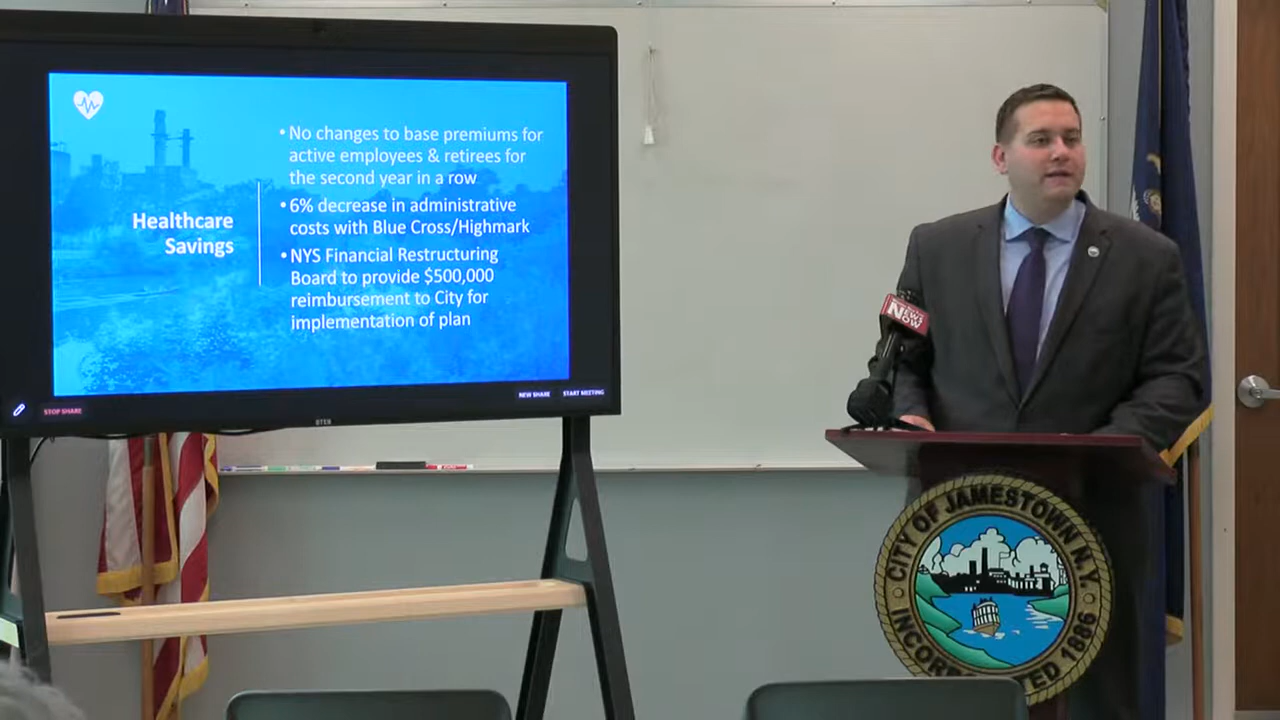 Healthcare
Savings
• No changes to base premiums for
active employees & retirees for
the second year in a row
• 6% decrease in administrative
costs with Blue Cross/Highmark
• NYS Financial Restructuring
Board to provide $500,000
reimbursement to City for
implementation of plan
STOP SHARE
NEW SHARE
START MEETING
NEWS
NOW
CITY OF JAMESTOWN N.Y.
INCORPORATED 1886